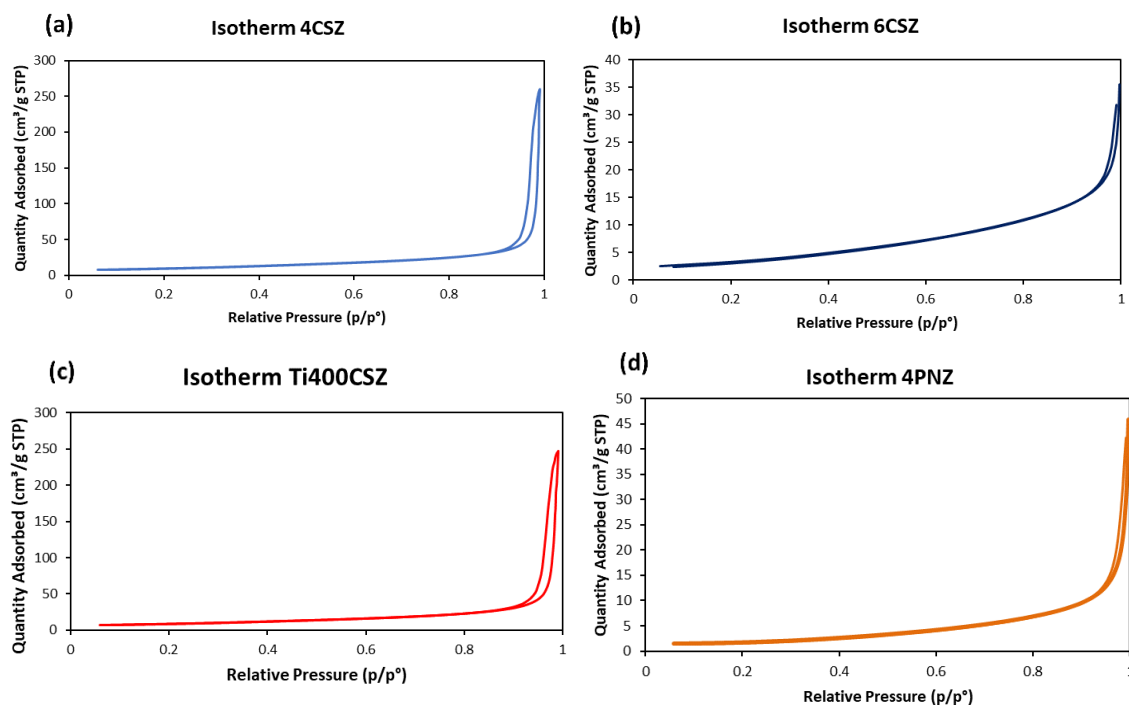 (a)
Isotherm 4CSZ
Quantity Adsorbed (cm³/g STP)
300
250
200
150
100
50
0
0 0.2 0.4 0.6 0.8 1
Relative Pressure (p/p°)
(b)
Isotherm 6CSZ
Quantity Adsorbed (cm³/g STP)
40
35
30
25
20
15
10
5
0
0 0.2 0.4 0.6 0.8 1
Relative Pressure (p/p°)
(c)
Isotherm Ti400CSZ
Quantity Adsorbed (cm³/g STP)
300
250
200
150
100
50
0
0 0.2 0.4 0.6 0.8 1
Relative Pressure (p/p°)
(d)
Isotherm 4PNZ
Quantity Adsorbed (cm³/g STP)
50
45
40
35
30
25
20
15
10
5
0
0 0.2 0.4 0.6 0.8 1
Relative Pressure (p/p°)